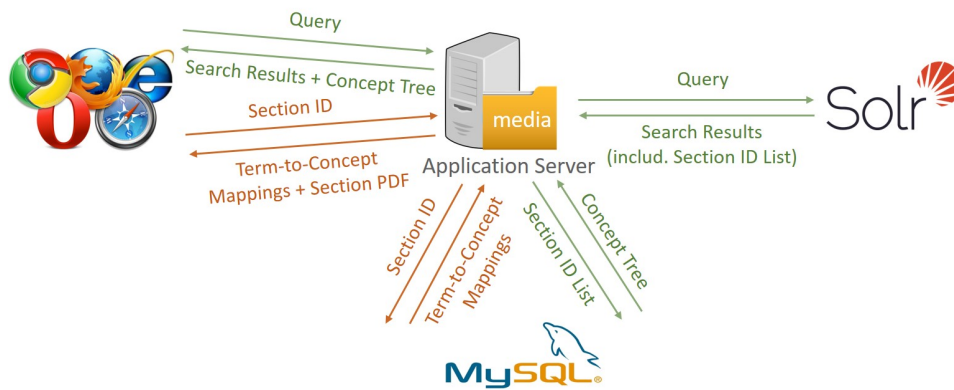 Query
Search Results + Concept Tree
Section ID
Term-to-Concept
Mappings + Section PDF
media
Application Server
Query
Search Results
(includ. Section ID List)
Solr
Section ID
Term-to-Concept
Mappings
Section ID List
Concept Tree
MySQL®